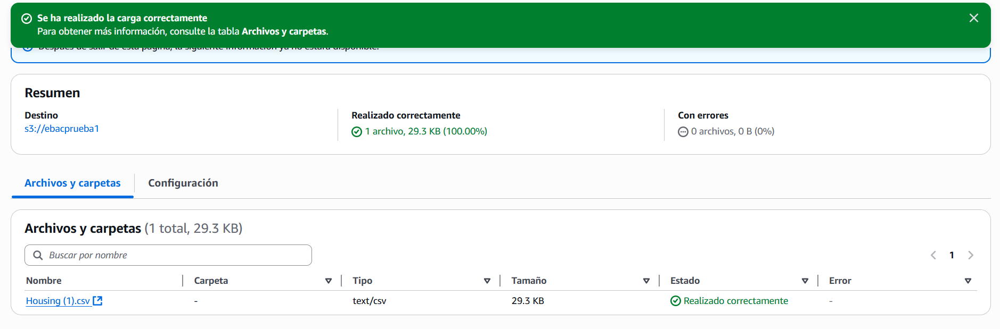 Se ha realizado la carga correctamente
Para obtener más información, consulte la tabla Archivos y carpetas.
Después de salir de esta página, la siguiente información ya no estará disponible.
Resumen
Destino
s3://ebacprueba1
Realizado correctamente
1 archivo, 29.3 KB (100.00%)
Con errores
0 archivos, 0 B (0%)
Archivos y carpetas
Configuración
Archivos y carpetas (1 total, 29.3 KB)
Buscar por nombre
1
Nombre Carpeta Tipo Tamaño Estado Error
Housing (1).csv - text/csv 29.3 KB Realizado correctamente -